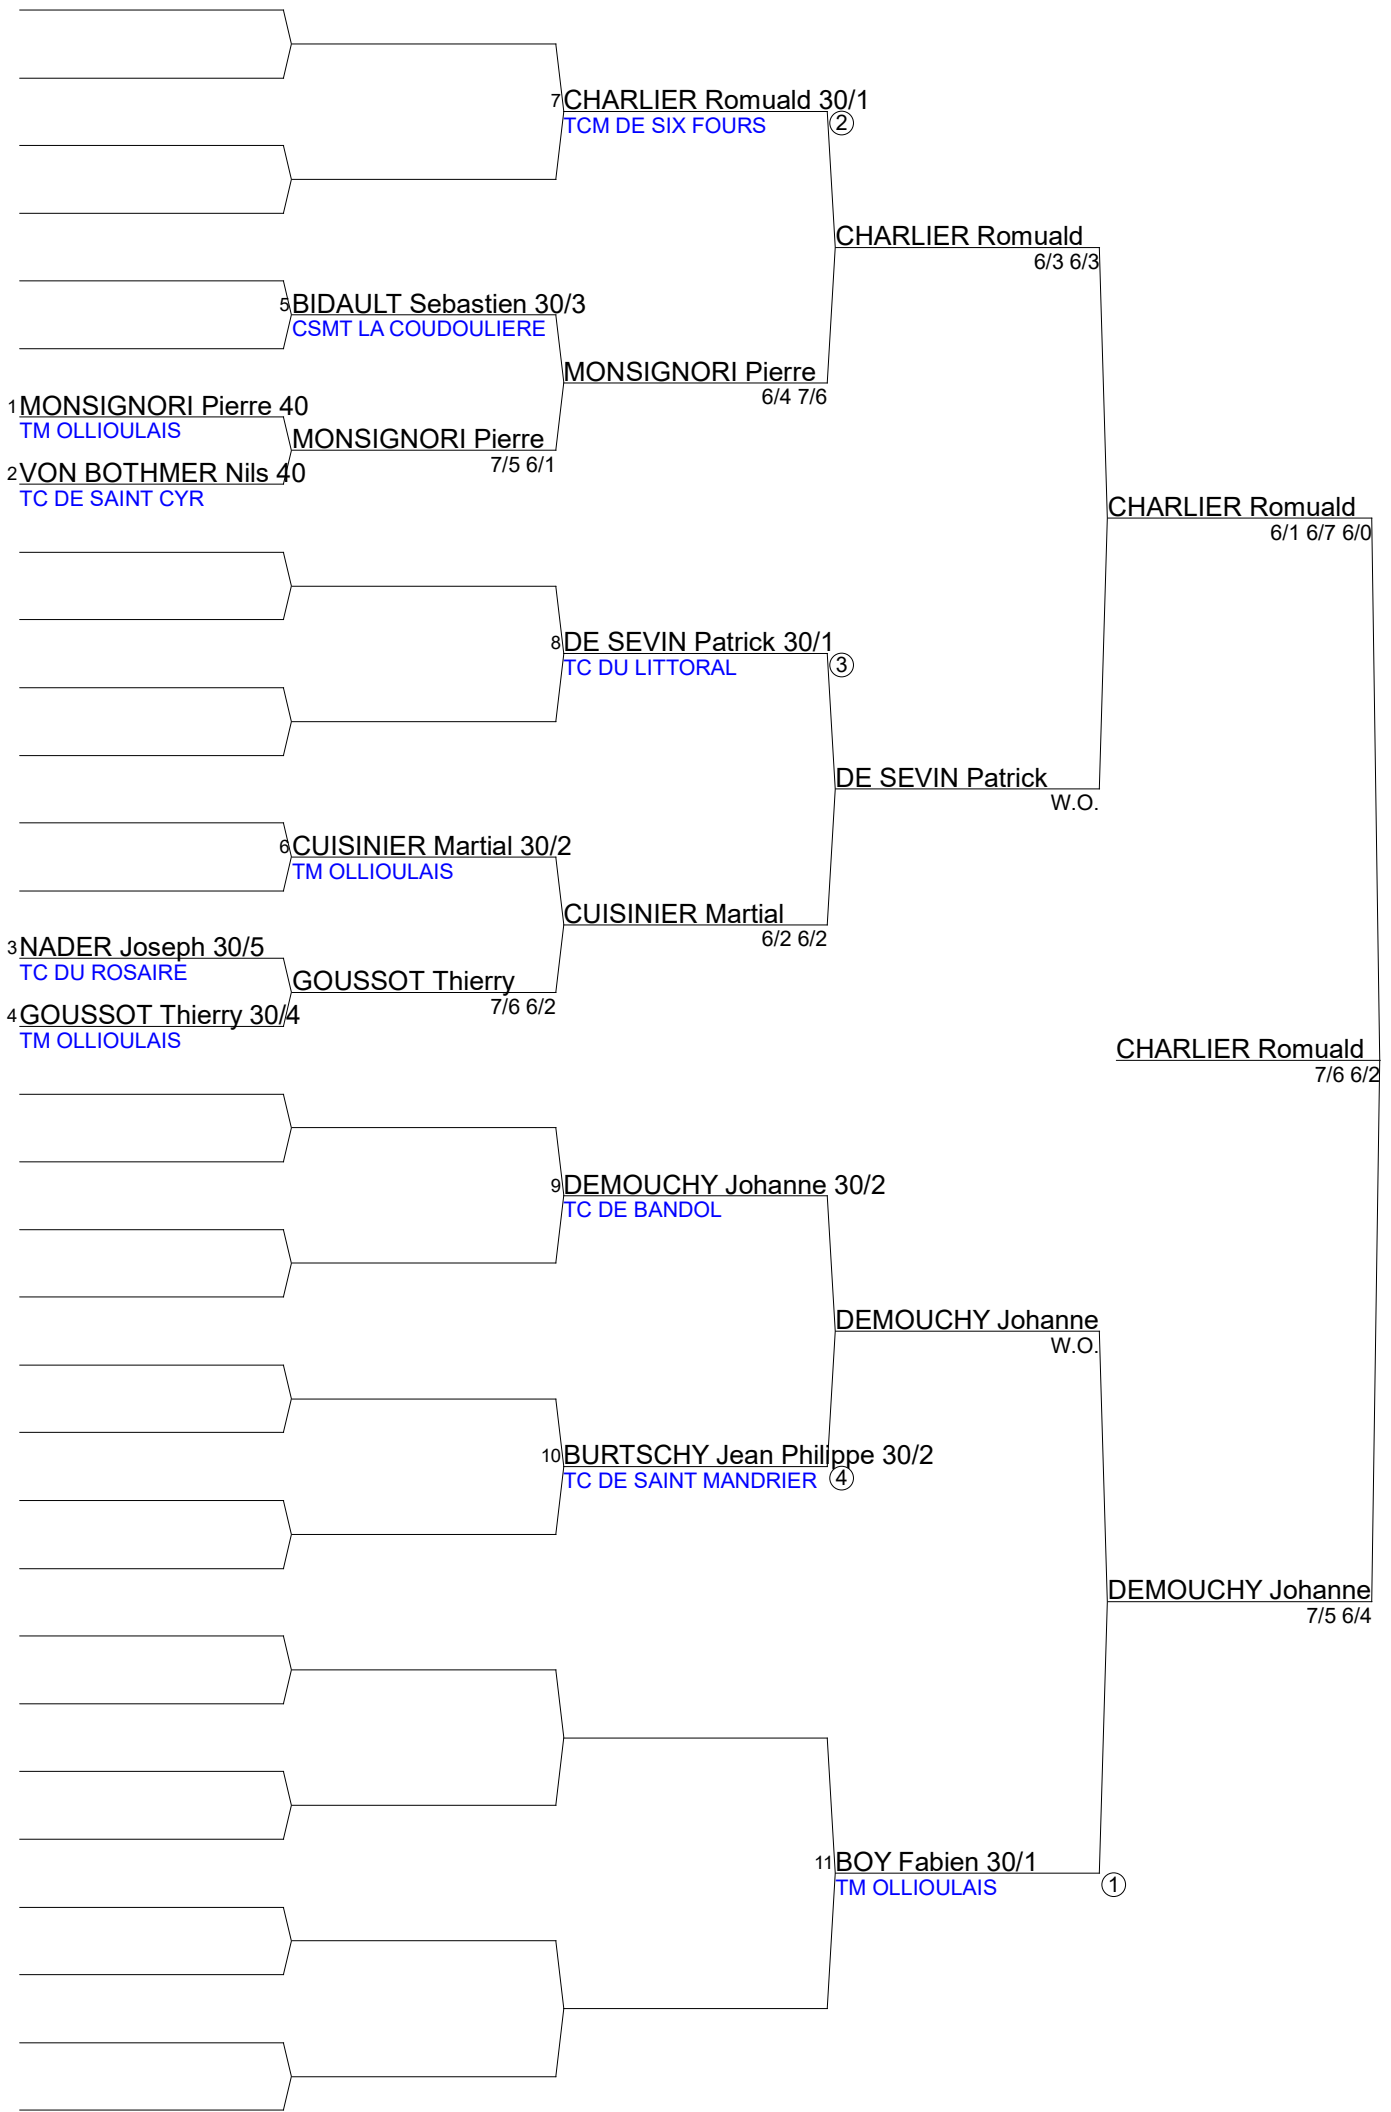 7 CHARLIER Romuald 30/1
TCM DE SIX FOURS 2
CHARLIER Romuald
6/3 6/3
5 BIDAULT Sebastien 30/3
CSMT LA COUDOULIERE
MONSIGNORI Pierre
6/4 7/6
1 MONSIGNORI Pierre 40
TM OLLIOULAIS
MONSIGNORI Pierre
7/5 6/1
2 VON BOTHMER Nils 40
TC DE SAINT CYR
CHARLIER Romuald
6/1 6/7 6/0
8 DE SEVIN Patrick 30/1
TC DU LITTORAL 3
DE SEVIN Patrick
W.O.
6 CUISINIER Martial 30/2
TM OLLIOULAIS
CUISINIER Martial
6/2 6/2
3 NADER Joseph 30/5
TC DU ROSAIRE
GOUSSOT Thierry
7/6 6/2
4 GOUSSOT Thierry 30/4
TM OLLIOULAIS
CHARLIER Romuald
7/6 6/2
9 DEMOUCHY Johanne 30/2
TC DE BANDOL
DEMOUCHY Johanne
W.O.
10 BURTSCHY Jean Philippe 30/2
TC DE SAINT MANDRIER 4
DEMOUCHY Johanne
7/5 6/4
11 BOY Fabien 30/1
TM OLLIOULAIS 1